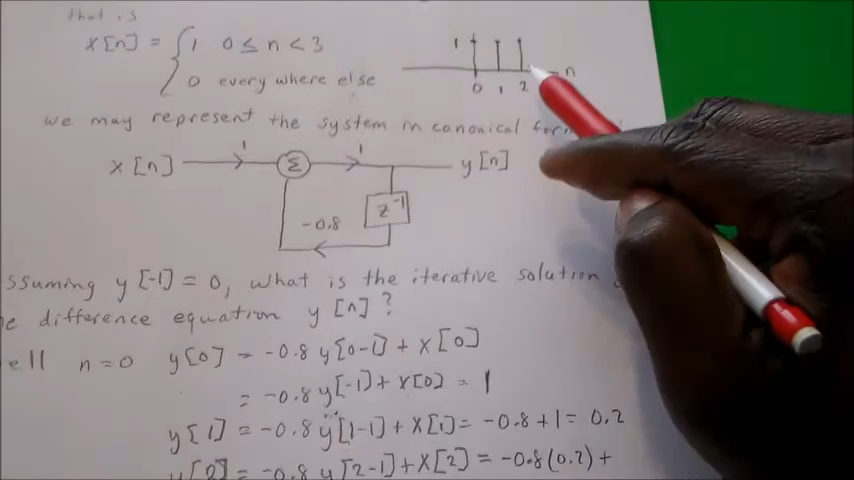 that is
x[n] = { 1 0 ≤ n < 3
0 every where else
1
0 1 2 n
we may represent the system in canonical form
x[n] 1 Σ 1 y[n]
z⁻¹
-0.8
ssuming y[-1] = 0, what is the iterative solution
e difference equation y[n]?
ell n=0 y[0] = -0.8 y[0-1] + x[0]
= -0.8 y[-1] + x[0] = 1
y[1] = -0.8 y[1-1] + x[1] = -0.8 + 1 = 0.2
y[2] = -0.8 y[2-1] + x[2] = -0.8(0.2) +